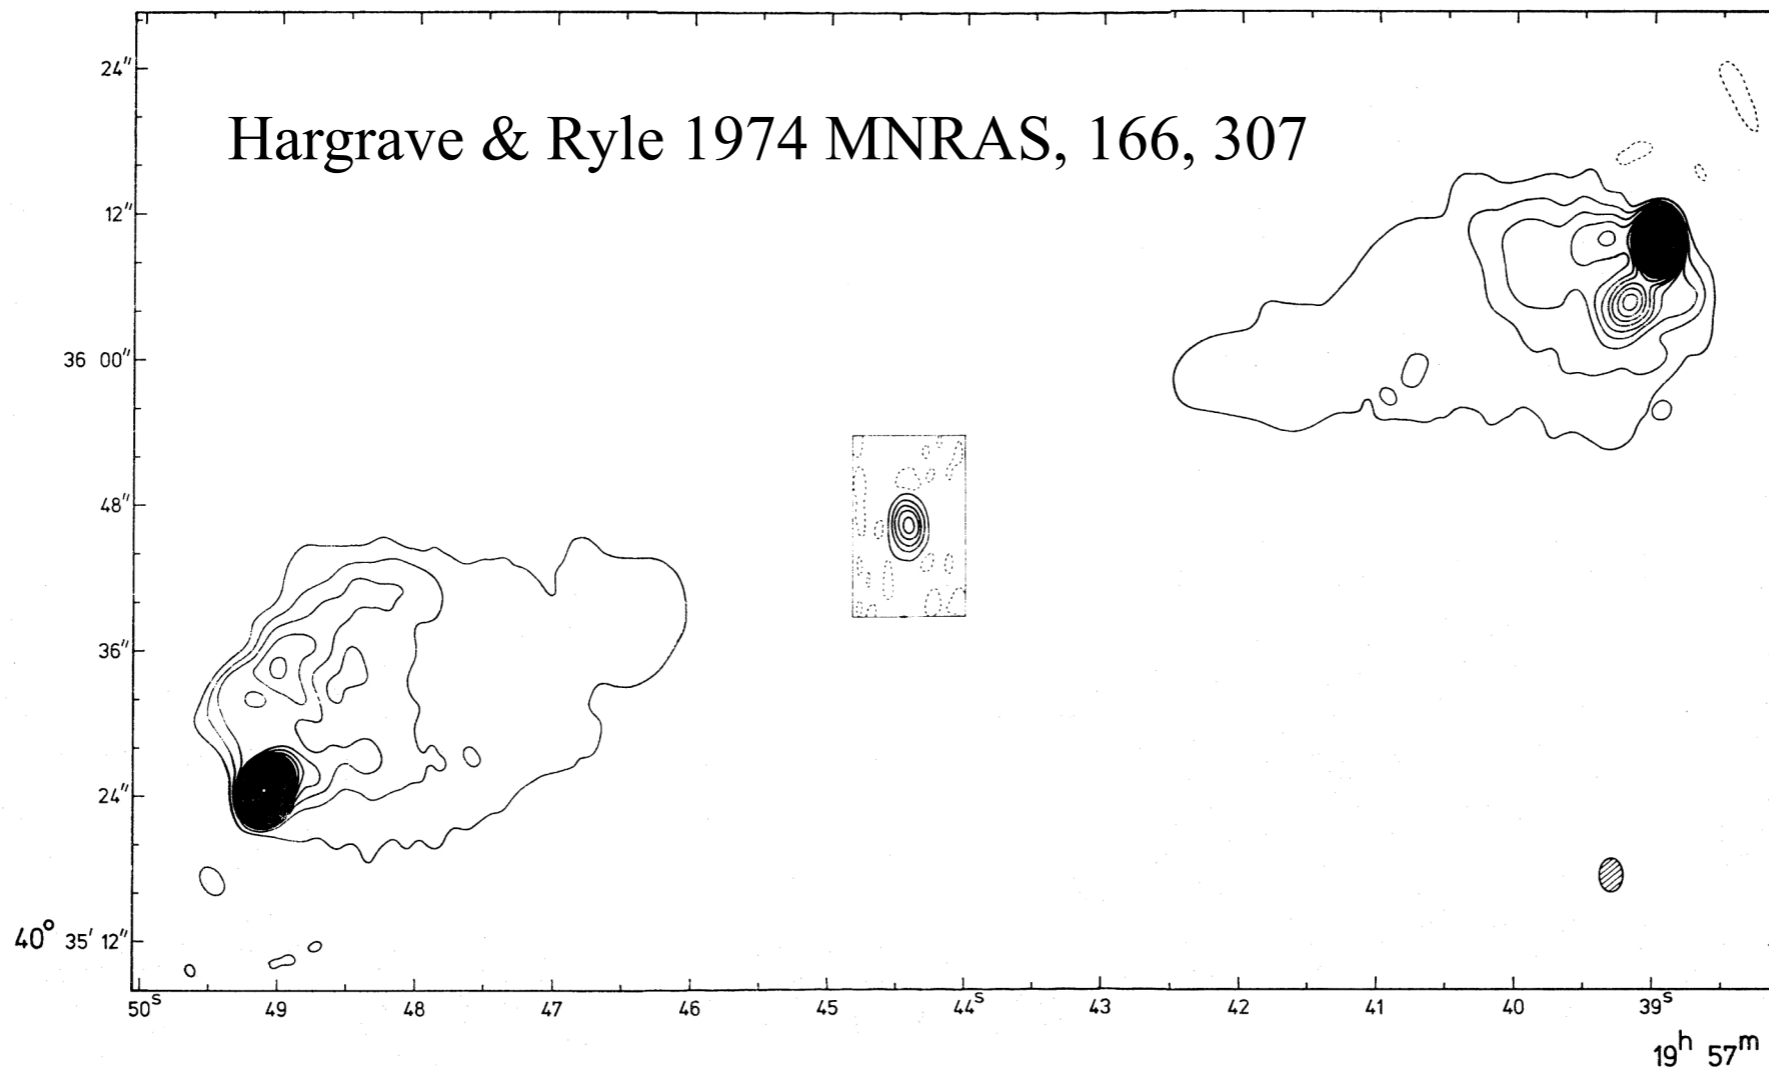 Hargrave & Ryle 1974 MNRAS, 166, 307
24"
12"
36 00"
48"
36"
24"
40° 35' 12"
50ˢ 49 48 47 46 45 44ˢ 43 42 41 40 39ˢ
19ʰ 57ᵐ